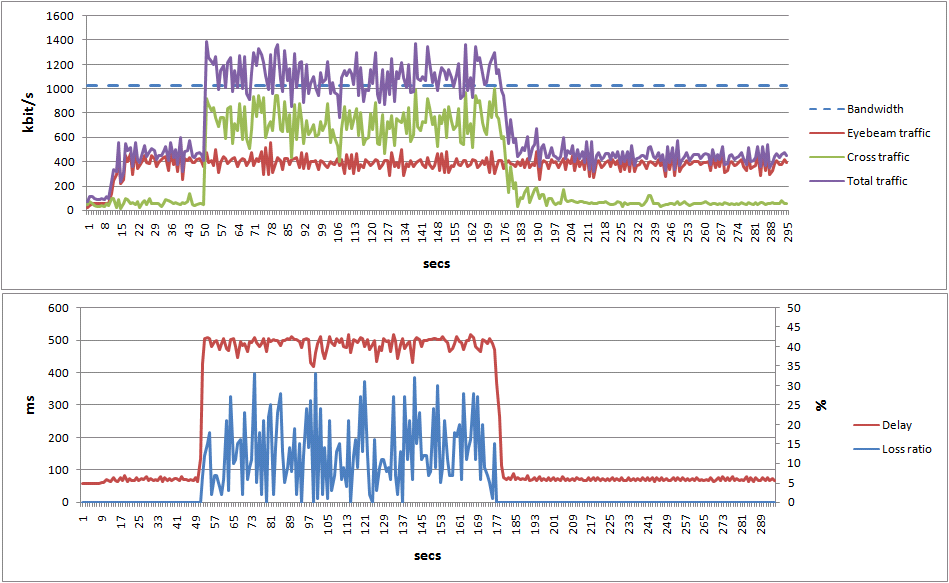 1600
1400
1200
1000
800
600
400
200
0
kbit/s
1 8 15 22 29 36 43 50 57 64 71 78 85 92 99 106 113 120 127 134 141 148 155 162 169 176 183 190 197 204 211 218 225 232 239 246 253 260 267 274 281 288 295
secs
Bandwidth
Eyebeam traffic
Cross traffic
Total traffic
600
500
400
300
200
100
0
ms
50
45
40
35
30
25
20
15
10
5
0
%
1 9 17 25 33 41 49 57 65 73 81 89 97 105 113 121 129 137 145 153 161 169 177 185 193 201 209 217 225 233 241 249 257 265 273 281 289
secs
Delay
Loss ratio